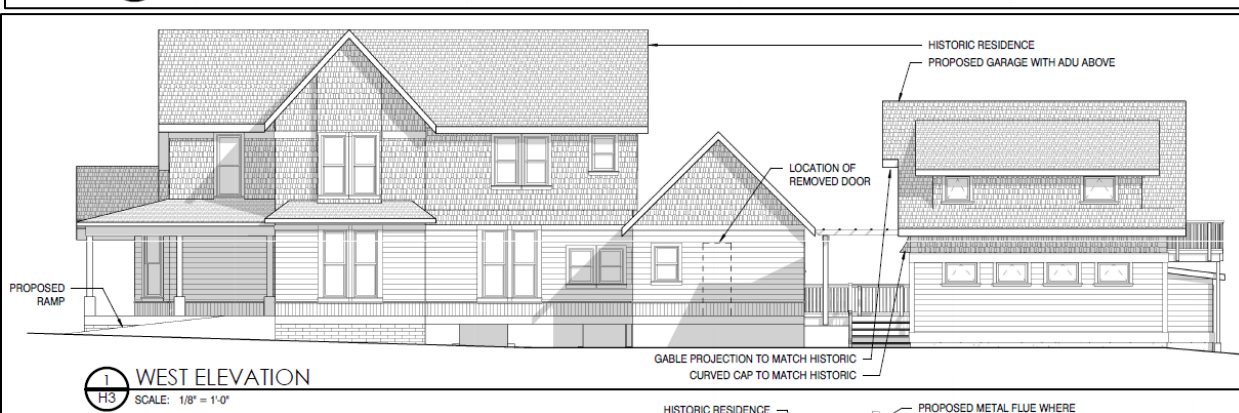 HISTORIC RESIDENCE
PROPOSED GARAGE WITH ADU ABOVE
LOCATION OF
REMOVED DOOR
PROPOSED
RAMP
GABLE PROJECTION TO MATCH HISTORIC
CURVED CAP TO MATCH HISTORIC
1
H3
WEST ELEVATION
SCALE: 1/8" = 1'-0"
HISTORIC RESIDENCE
PROPOSED METAL FLUE WHERE